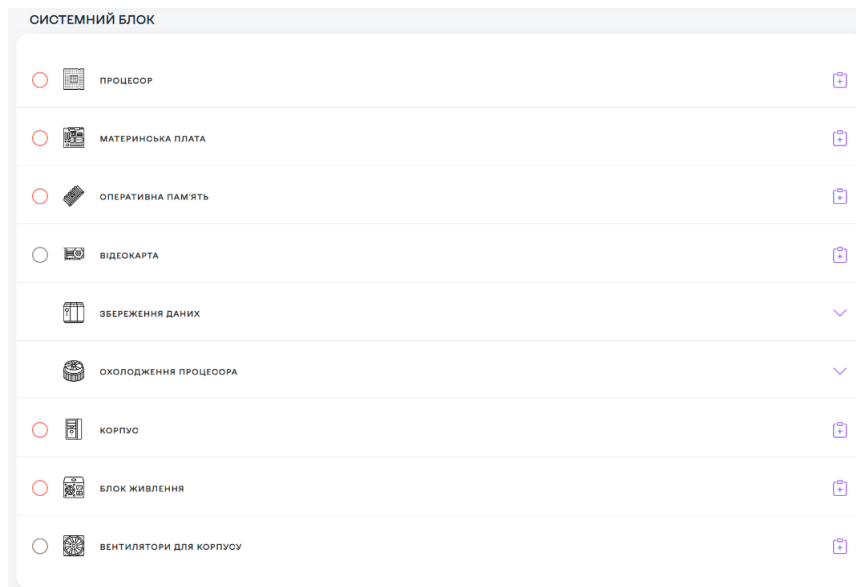 СИСТЕМНИЙ БЛОК
ПРОЦЕСОР
МАТЕРИНСЬКА ПЛАТА
ОПЕРАТИВНА ПАМ'ЯТЬ
ВІДЕОКАРТА
ЗБЕРЕЖЕННЯ ДАНИХ
ОХОЛОДЖЕННЯ ПРОЦЕСОРА
КОРПУС
БЛОК ЖИВЛЕННЯ
ВЕНТИЛЯТОРИ ДЛЯ КОРПУСУ